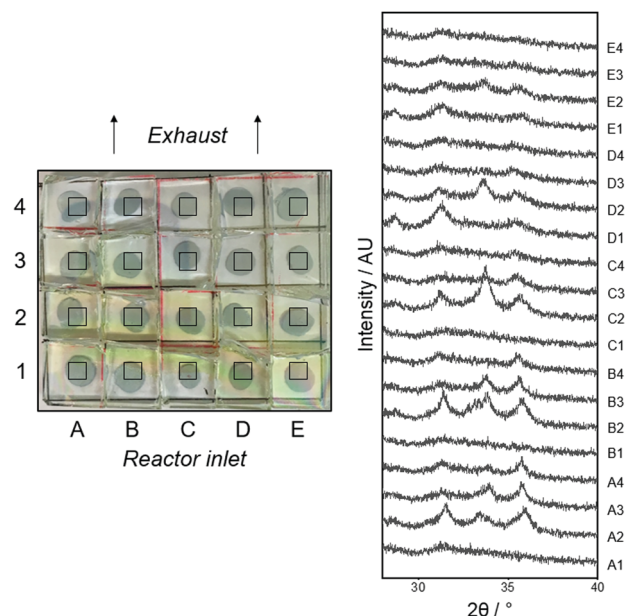 Exhaust
4
3
2
1
A B C D E
Reactor inlet
Intensity / AU
E4
E3
E2
E1
D4
D3
D2
D1
C4
C3
C2
C1
B4
B3
B2
B1
A4
A3
A2
A1
30 35 40
2θ / °